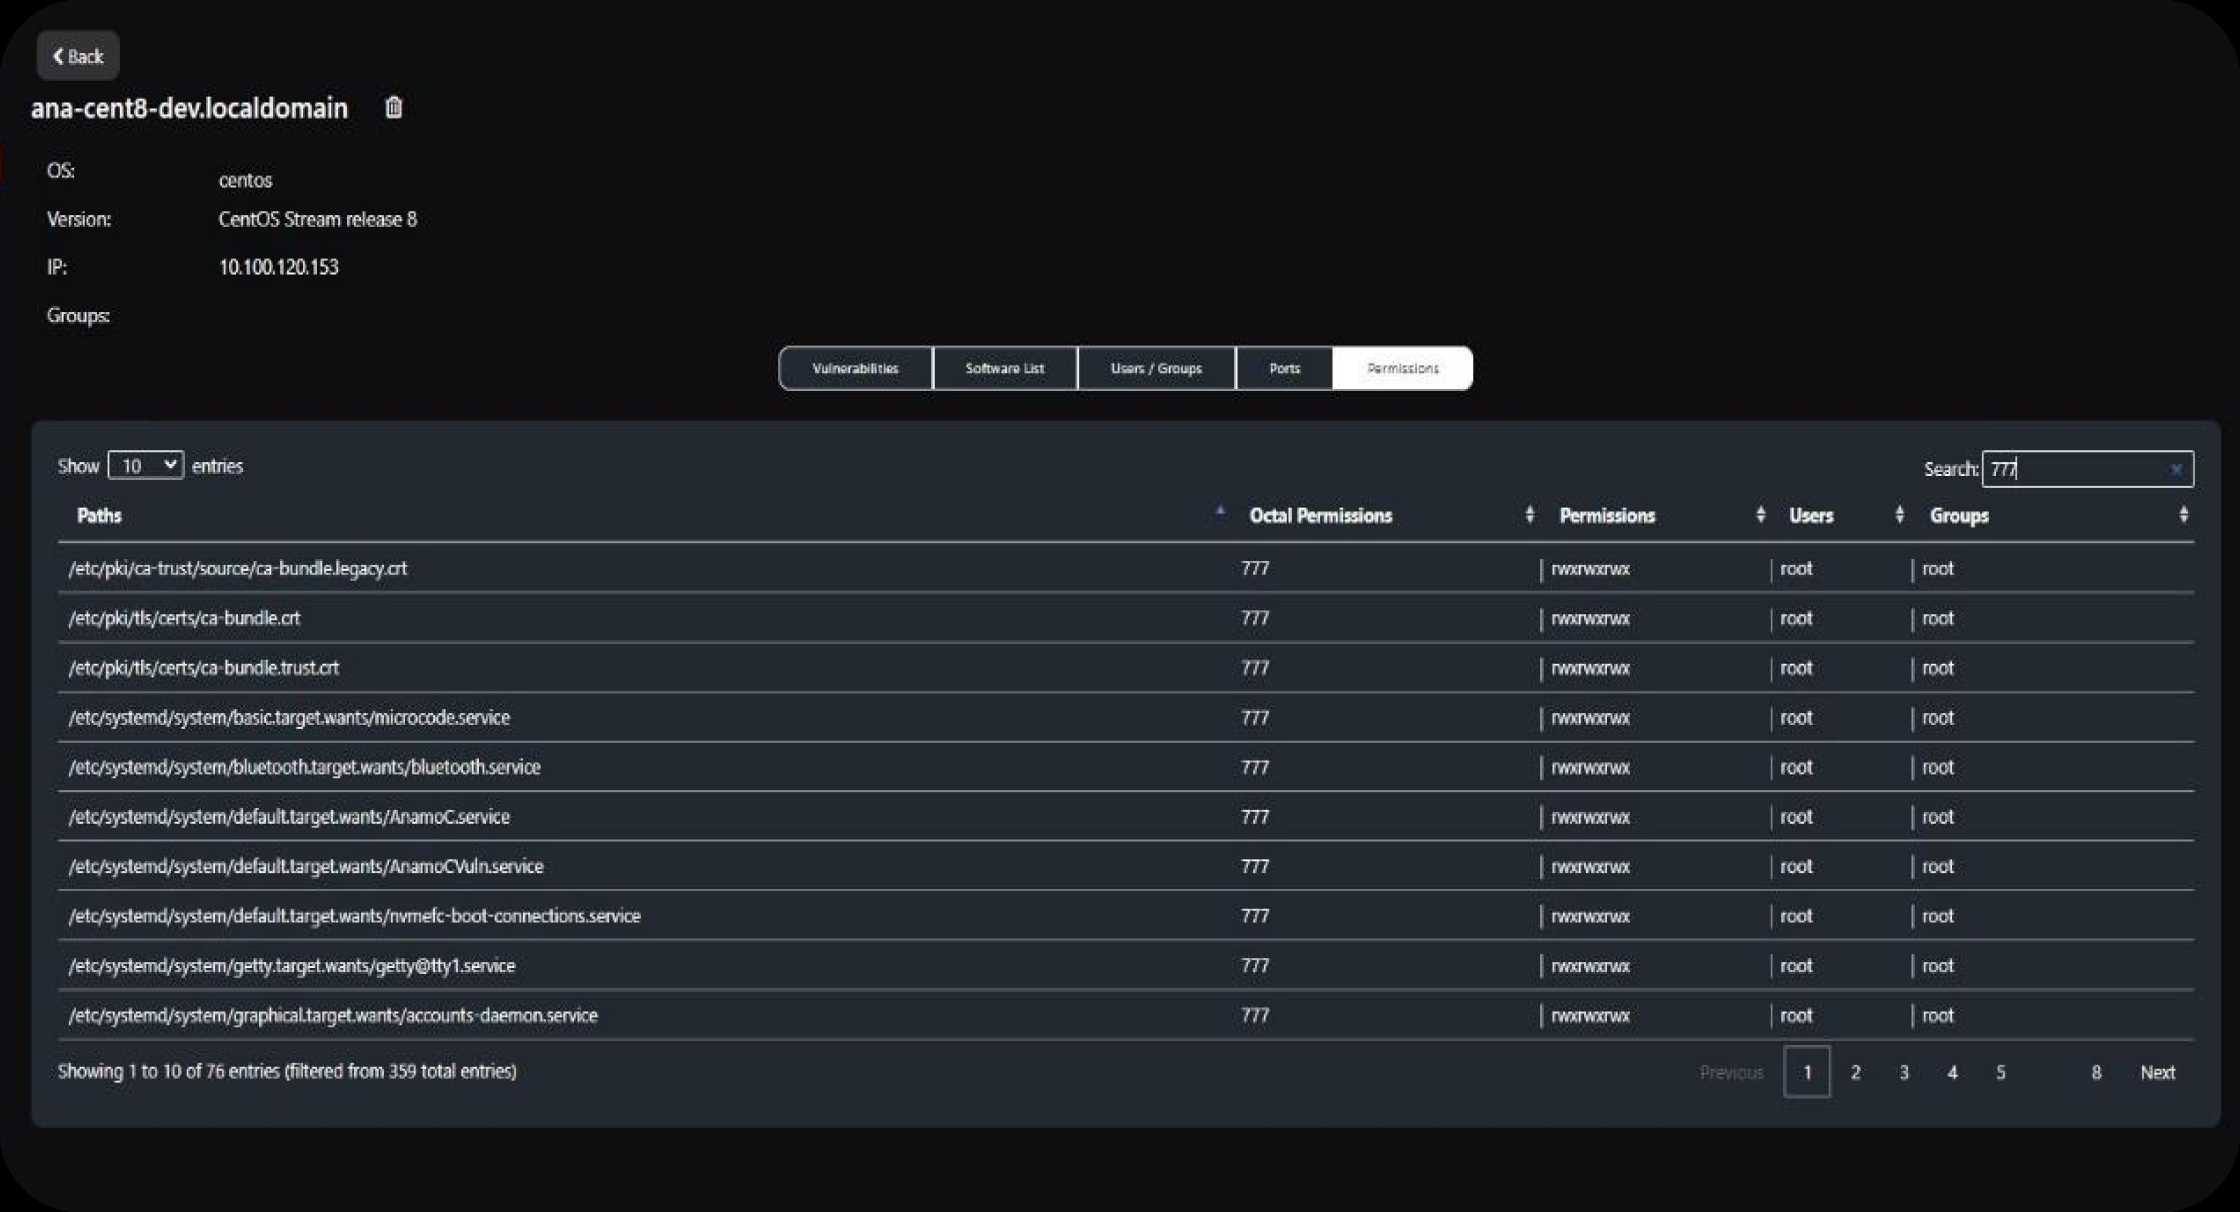 Back
ana-cent8-dev.localdomain
OS: centos
Version: CentOS Stream release 8
IP: 10.100.120.153
Groups:
Vulnerabilities Software List Users / Groups Ports Permissions
Show 10 entries Search: 777
Paths Octal Permissions Permissions Users Groups
/etc/pki/ca-trust/source/ca-bundle.legacy.crt 777 rwxrwxrwx root root
/etc/pki/tls/certs/ca-bundle.crt 777 rwxrwxrwx root root
/etc/pki/tls/certs/ca-bundle.trust.crt 777 rwxrwxrwx root root
/etc/systemd/system/basic.target.wants/microcode.service 777 rwxrwxrwx root root
/etc/systemd/system/bluetooth.target.wants/bluetooth.service 777 rwxrwxrwx root root
/etc/systemd/system/default.target.wants/AnamoC.service 777 rwxrwxrwx root root
/etc/systemd/system/default.target.wants/AnamoCVuln.service 777 rwxrwxrwx root root
/etc/systemd/system/default.target.wants/nvmefc-boot-connections.service 777 rwxrwxrwx root root
/etc/systemd/system/getty.target.wants/getty@tty1.service 777 rwxrwxrwx root root
/etc/systemd/system/graphical.target.wants/accounts-daemon.service 777 rwxrwxrwx root root
Showing 1 to 10 of 76 entries (filtered from 359 total entries) Previous 1 2 3 4 5 8 Next